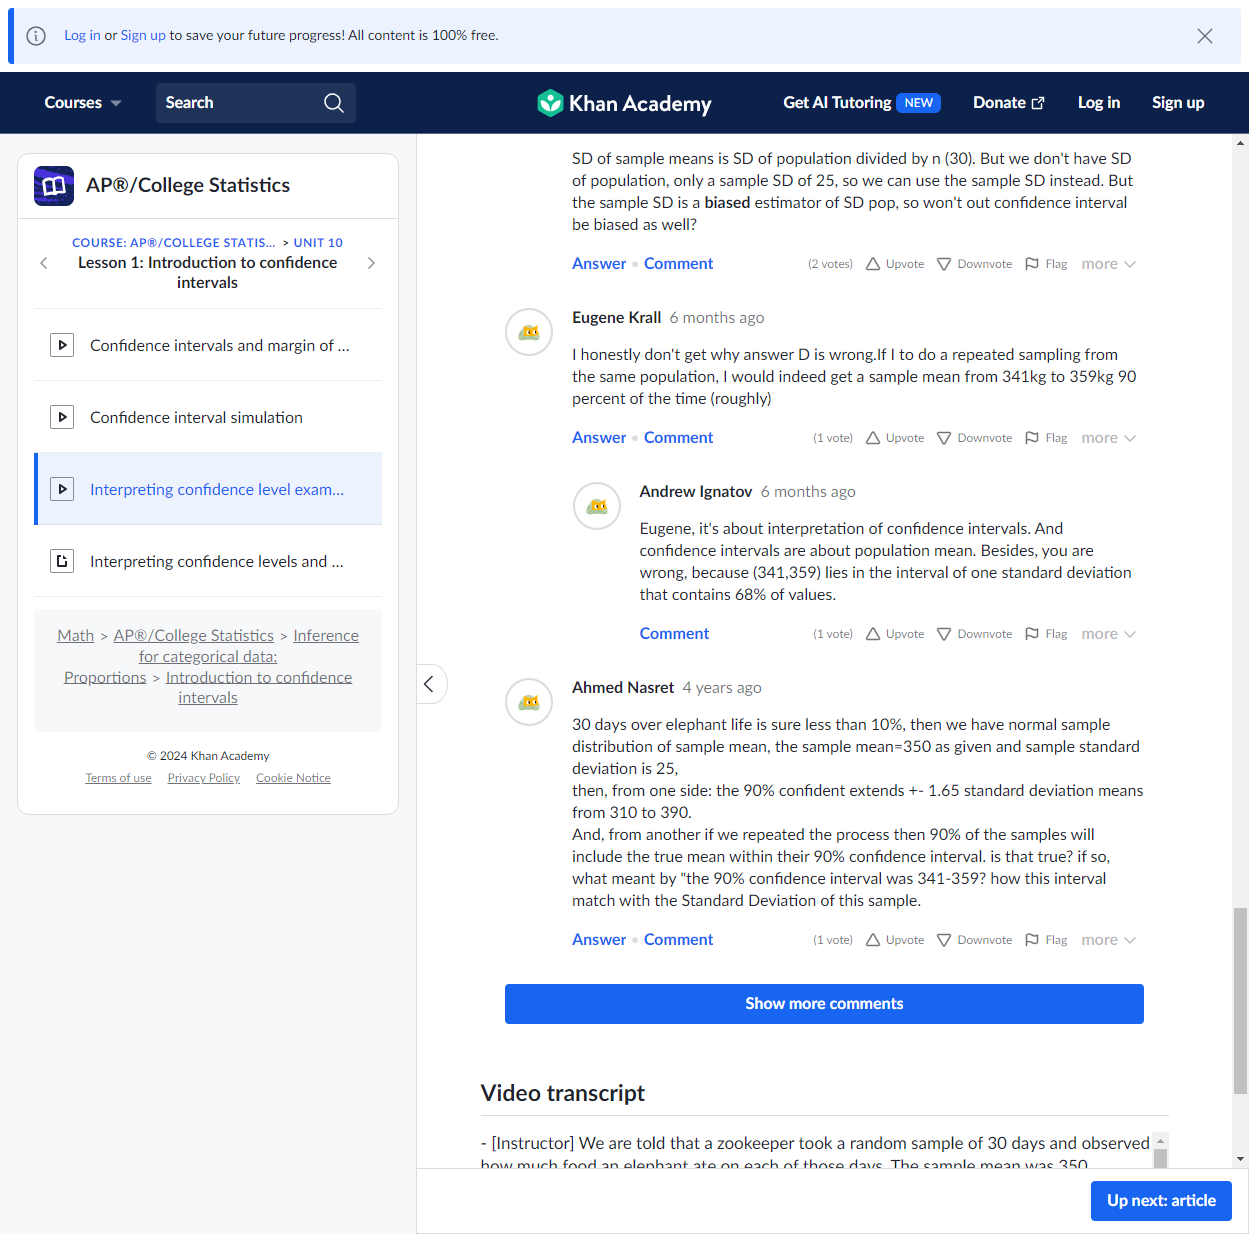 Log in or Sign up to save your future progress! All content is 100% free.
Courses
Search
Khan Academy
Get AI Tutoring NEW
Donate
Log in
Sign up
AP®/College Statistics
COURSE: AP®/COLLEGE STATIS... > UNIT 10
Lesson 1: Introduction to confidence
intervals
Confidence intervals and margin of ...
Confidence interval simulation
Interpreting confidence level exam...
Interpreting confidence levels and ...
Math > AP®/College Statistics > Inference
for categorical data:
Proportions > Introduction to confidence
intervals
© 2024 Khan Academy
Terms of use Privacy Policy Cookie Notice
SD of sample means is SD of population divided by n (30). But we don't have SD
of population, only a sample SD of 25, so we can use the sample SD instead. But
the sample SD is a biased estimator of SD pop, so won't out confidence interval
be biased as well?
Answer • Comment (2 votes) Upvote Downvote Flag more
Eugene Krall 6 months ago
I honestly don't get why answer D is wrong.If I to do a repeated sampling from
the same population, I would indeed get a sample mean from 341kg to 359kg 90
percent of the time (roughly)
Answer • Comment (1 vote) Upvote Downvote Flag more
Andrew Ignatov 6 months ago
Eugene, it's about interpretation of confidence intervals. And
confidence intervals are about population mean. Besides, you are
wrong, because (341,359) lies in the interval of one standard deviation
that contains 68% of values.
Comment (1 vote) Upvote Downvote Flag more
Ahmed Nasret 4 years ago
30 days over elephant life is sure less than 10%, then we have normal sample
distribution of sample mean, the sample mean=350 as given and sample standard
deviation is 25,
then, from one side: the 90% confident extends +- 1.65 standard deviation means
from 310 to 390.
And, from another if we repeated the process then 90% of the samples will
include the true mean within their 90% confidence interval. is that true? if so,
what meant by "the 90% confidence interval was 341-359? how this interval
match with the Standard Deviation of this sample.
Answer • Comment (1 vote) Upvote Downvote Flag more
Show more comments
Video transcript
- [Instructor] We are told that a zookeeper took a random sample of 30 days and observed
how much food an elephant ate on each of those days. The sample mean was 350
Up next: article